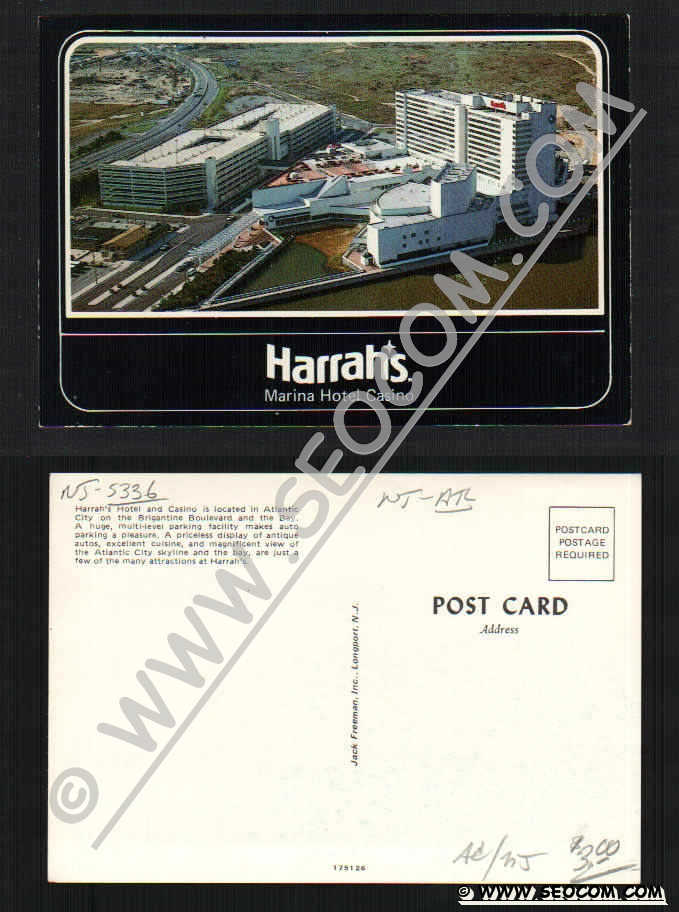 Harrah's
Harrah's
Marina Hotel Casino
NJ-5336
NJ-AtL
Harrah's Hotel and Casino is located in Atlantic
City on the Brigantine Boulevard and the Bay.
A huge, multi-level parking facility makes auto
parking a pleasure. A priceless display of antique
autos, excellent cuisine, and magnificent view of
the Atlantic City skyline and the bay, are just a
few of the many attractions at Harrah's.
POSTCARD
POSTAGE
REQUIRED
POST CARD
Address
Jack Freeman, Inc., Longport, N.J.
AC/NJ
$3.00
175126
© WWW.SEOCOM.COM
© WWW.SEOCOM.COM